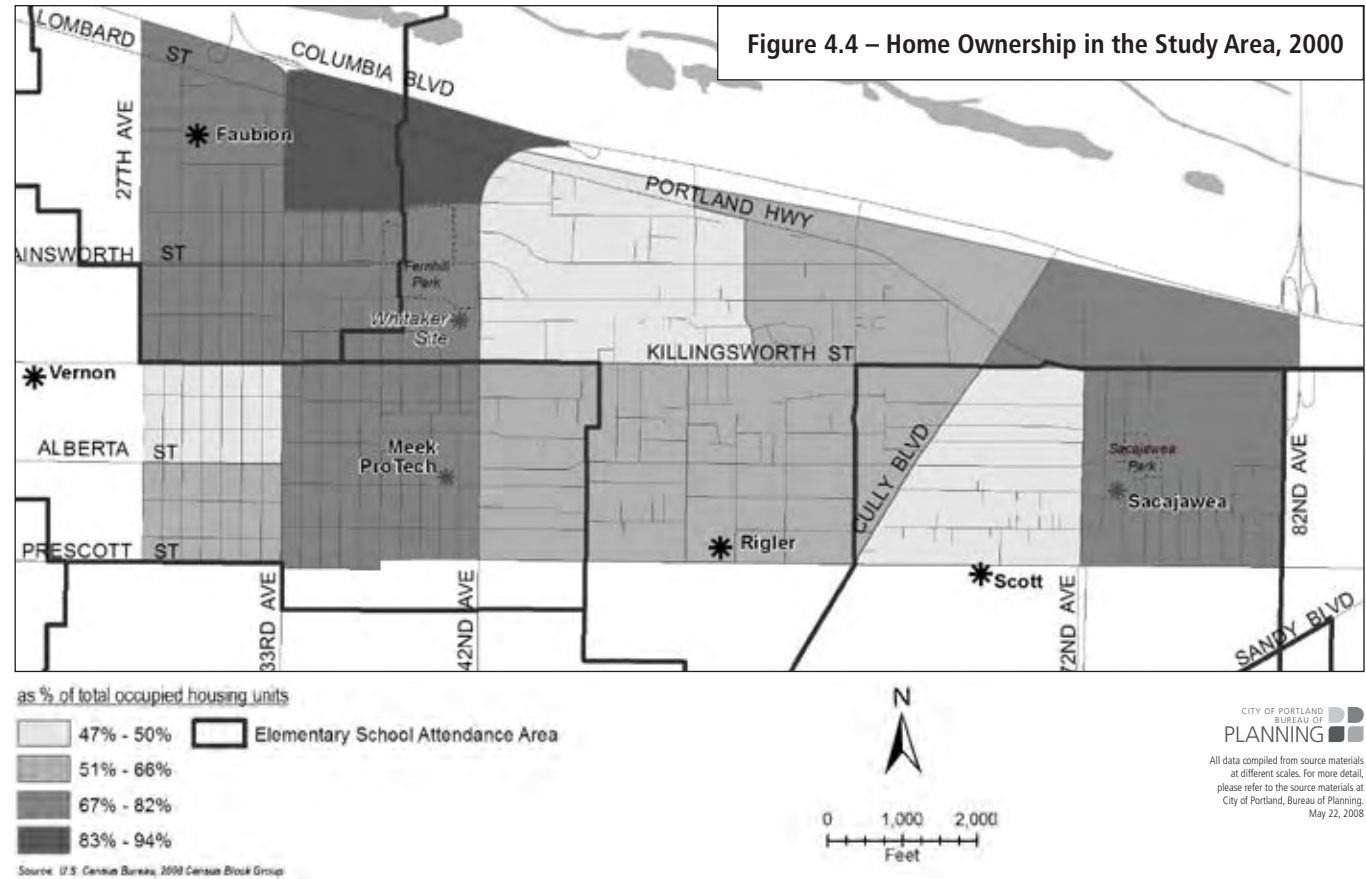 Figure 4.4 – Home Ownership in the Study Area, 2000
LOMBARD ST
COLUMBIA BLVD
27TH AVE
Faubion
PORTLAND HWY
AINSWORTH ST
Fernhill
Park
Whitaker
Site
KILLINGSWORTH ST
Vernon
ALBERTA ST
Meek
ProTech
CULLY BLVD
Sacajawea
Park
Sacajawea
82ND AVE
PRESCOTT ST
Rigler
Scott
33RD AVE
42ND AVE
72ND AVE
SANDY BLVD
as % of total occupied housing units
47% - 50%
Elementary School Attendance Area
51% - 66%
67% - 82%
83% - 94%
Source: U.S. Census Bureau, 2000 Census Block Group
N
0 1,000 2,000
Feet
CITY OF PORTLAND
BUREAU OF
PLANNING
All data compiled from source materials
at different scales. For more detail,
please refer to the source materials at
City of Portland, Bureau of Planning.
May 22, 2008